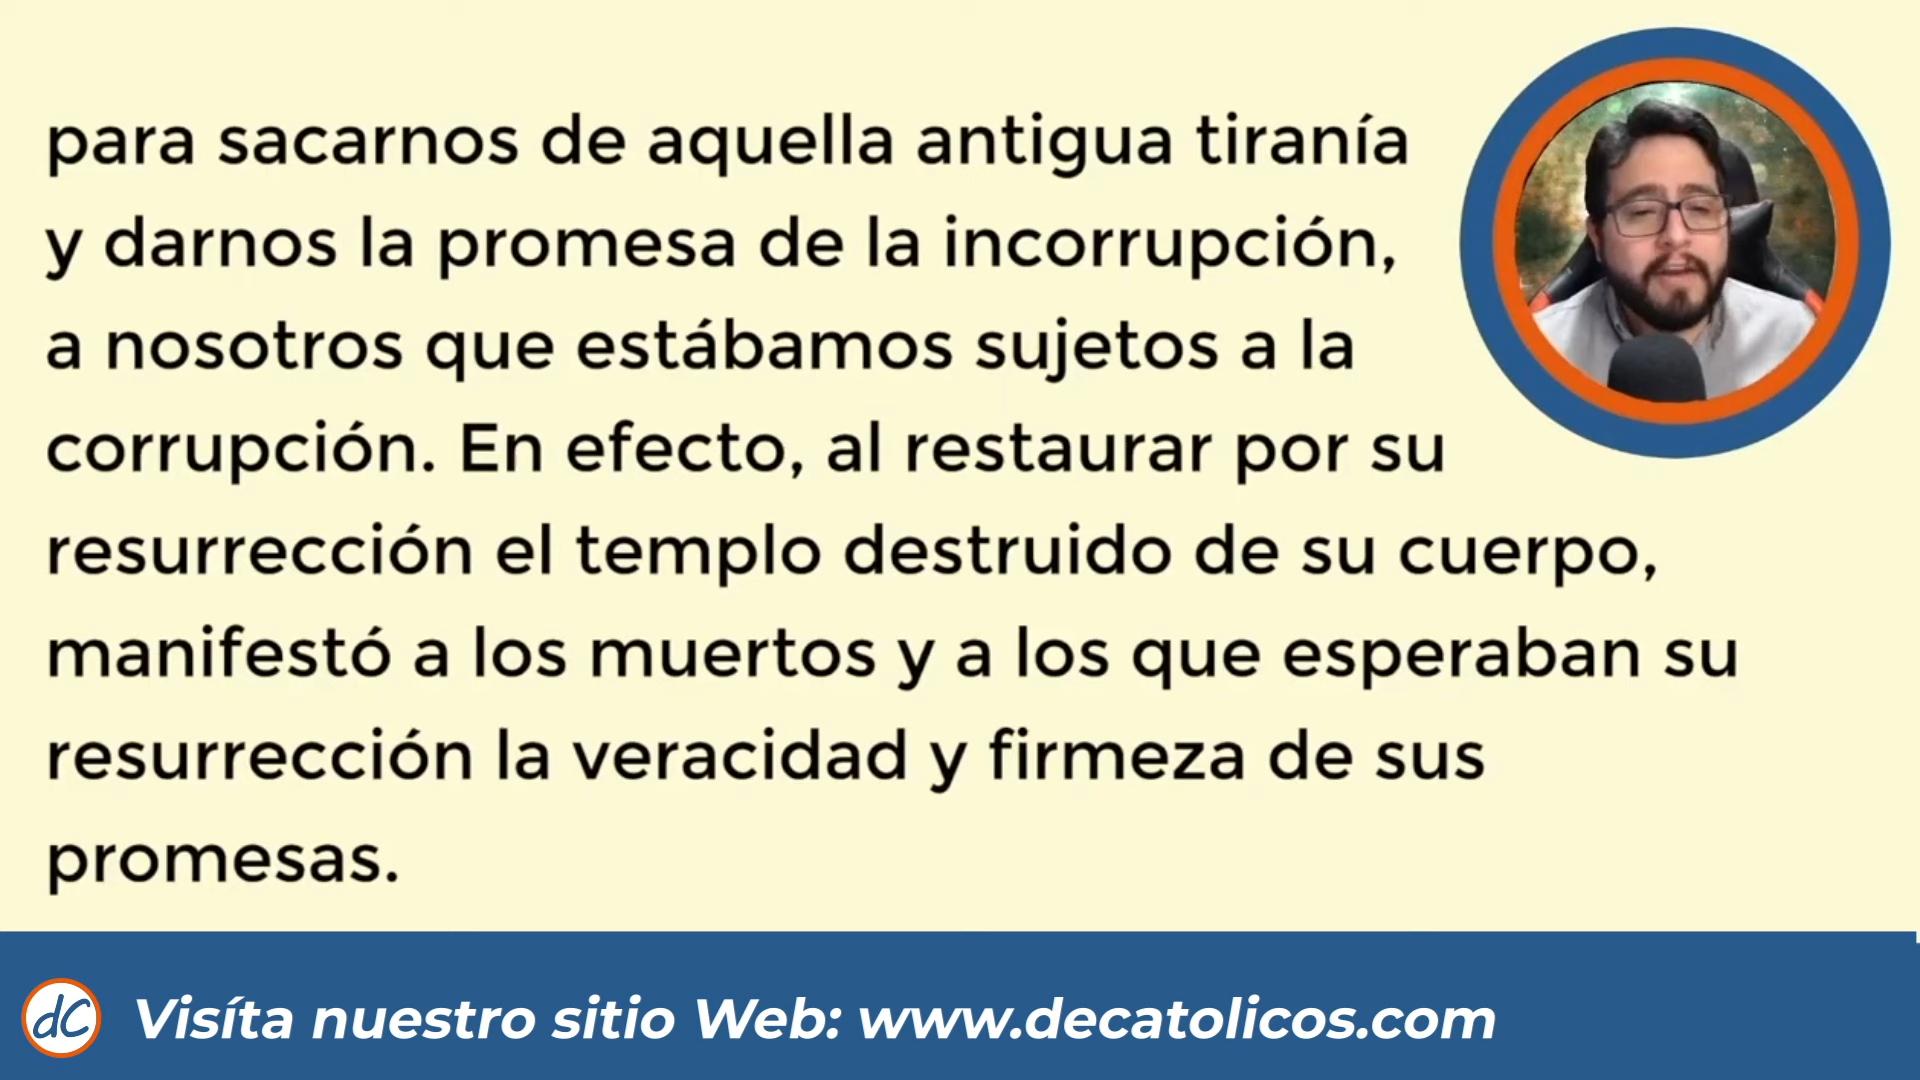 para sacarnos de aquella antigua tiranía
y darnos la promesa de la incorrupción,
a nosotros que estábamos sujetos a la
corrupción. En efecto, al restaurar por su
resurrección el templo destruido de su cuerpo,
manifestó a los muertos y a los que esperaban su
resurrección la veracidad y firmeza de sus
promesas.
dC
Visíta nuestro sitio Web: www.decatolicos.com